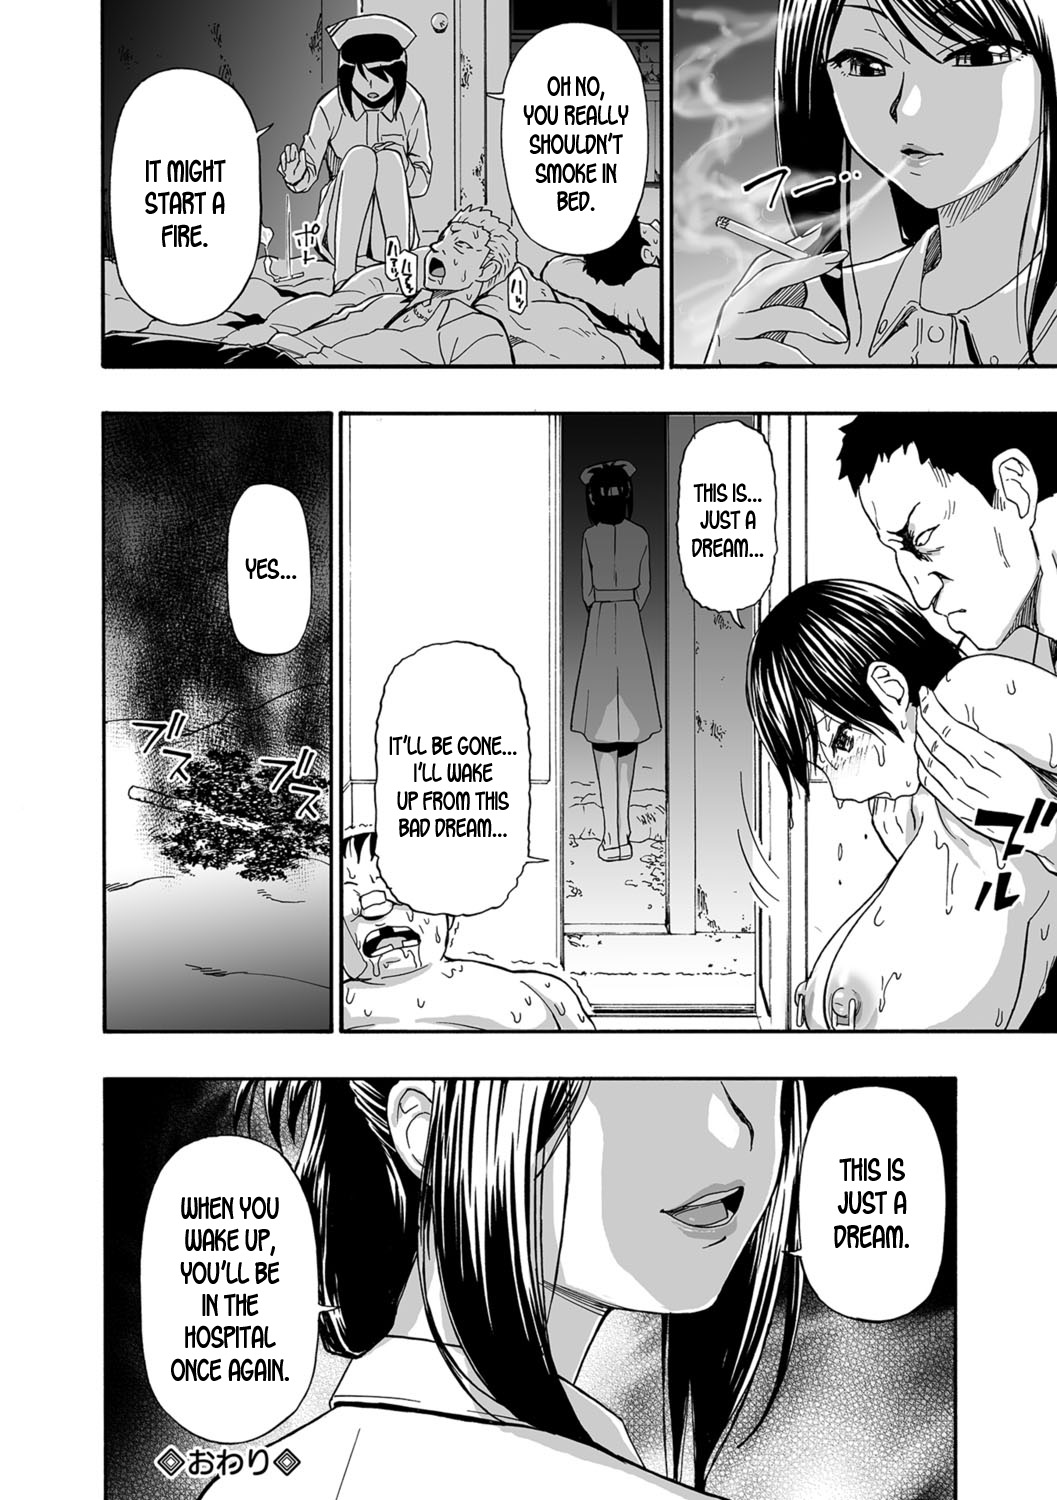 フー‥
OH NO,
YOU REALLY
SHOULDN'T
SMOKE IN
BED.
IT MIGHT
START A
FIRE.
ポト
THIS IS...
JUST A
DREAM...
ズル
IT'LL BE GONE...
I'LL WAKE
UP FROM THIS
BAD DREAM...
YES...
ブス
ブス
THIS IS
JUST A
DREAM.
WHEN YOU
WAKE UP,
YOU'LL BE
IN THE
HOSPITAL
ONCE AGAIN.
おわり